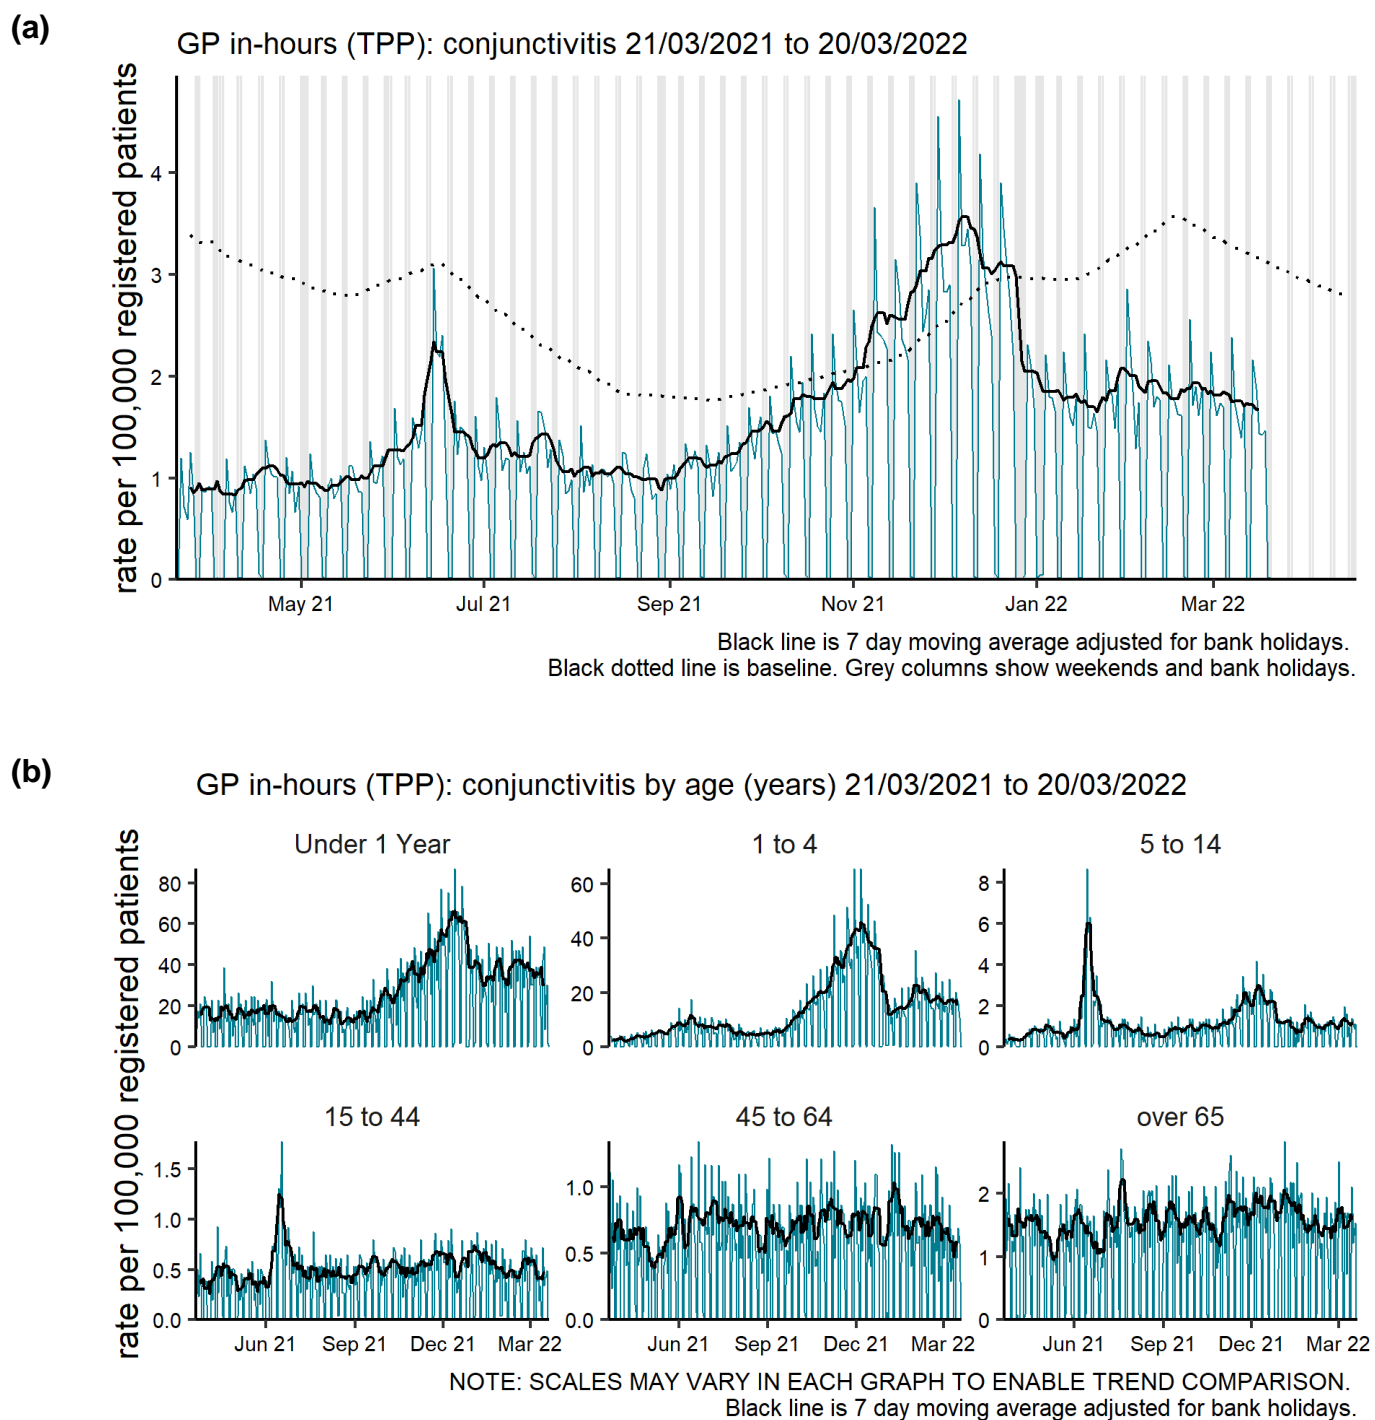 (a)
GP in-hours (TPP): conjunctivitis 21/03/2021 to 20/03/2022
rate per 100,000 registered patients
4
3
2
1
0
May 21 Jul 21 Sep 21 Nov 21 Jan 22 Mar 22
Black line is 7 day moving average adjusted for bank holidays.
Black dotted line is baseline. Grey columns show weekends and bank holidays.
(b)
GP in-hours (TPP): conjunctivitis by age (years) 21/03/2021 to 20/03/2022
rate per 100,000 registered patients
Under 1 Year
80
60
40
20
0
1 to 4
60
40
20
0
5 to 14
8
6
4
2
0
15 to 44
1.5
1.0
0.5
0.0
Jun 21 Sep 21 Dec 21 Mar 22
45 to 64
1.0
0.5
0.0
Jun 21 Sep 21 Dec 21 Mar 22
over 65
2
1
0
Jun 21 Sep 21 Dec 21 Mar 22
NOTE: SCALES MAY VARY IN EACH GRAPH TO ENABLE TREND COMPARISON.
Black line is 7 day moving average adjusted for bank holidays.